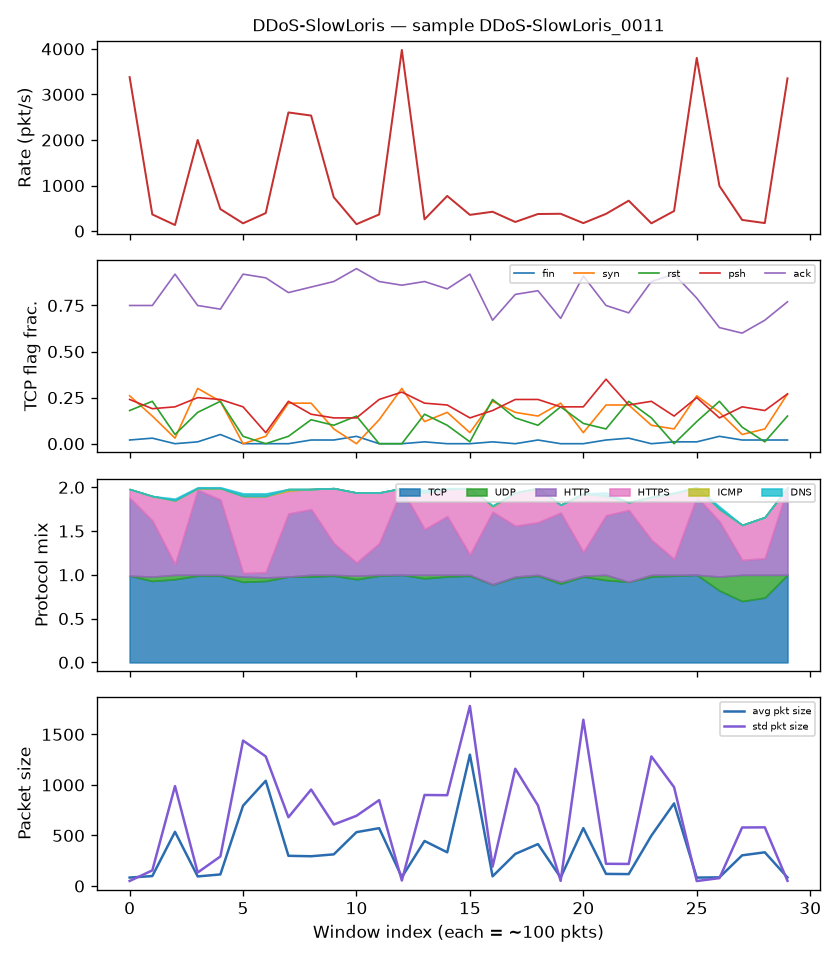 DDoS-SlowLoris — sample DDoS-SlowLoris_0011
Rate (pkt/s)
4000
3000
2000
1000
0
TCP flag frac.
0.75
0.50
0.25
0.00
fin syn rst psh ack
Protocol mix
2.0
1.5
1.0
0.5
0.0
TCP UDP HTTP HTTPS ICMP DNS
Packet size
1500
1000
500
0
avg pkt size
std pkt size
0 5 10 15 20 25 30
Window index (each = ~100 pkts)